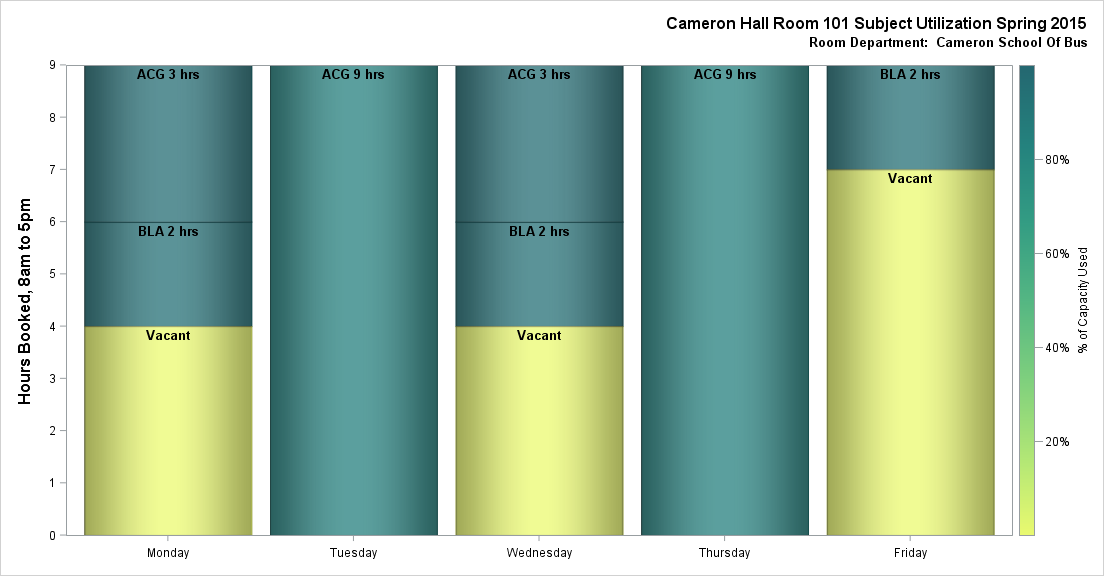 Cameron Hall Room 101 Subject Utilization Spring 2015
Room Department:  Cameron School Of Bus
Hours Booked, 8am to 5pm
9
8
7
6
5
4
3
2
1
0
ACG 3 hrs
BLA 2 hrs
Vacant
ACG 9 hrs
ACG 3 hrs
BLA 2 hrs
Vacant
ACG 9 hrs
BLA 2 hrs
Vacant
Monday
Tuesday
Wednesday
Thursday
Friday
80%
60%
40%
20%
% of Capacity Used